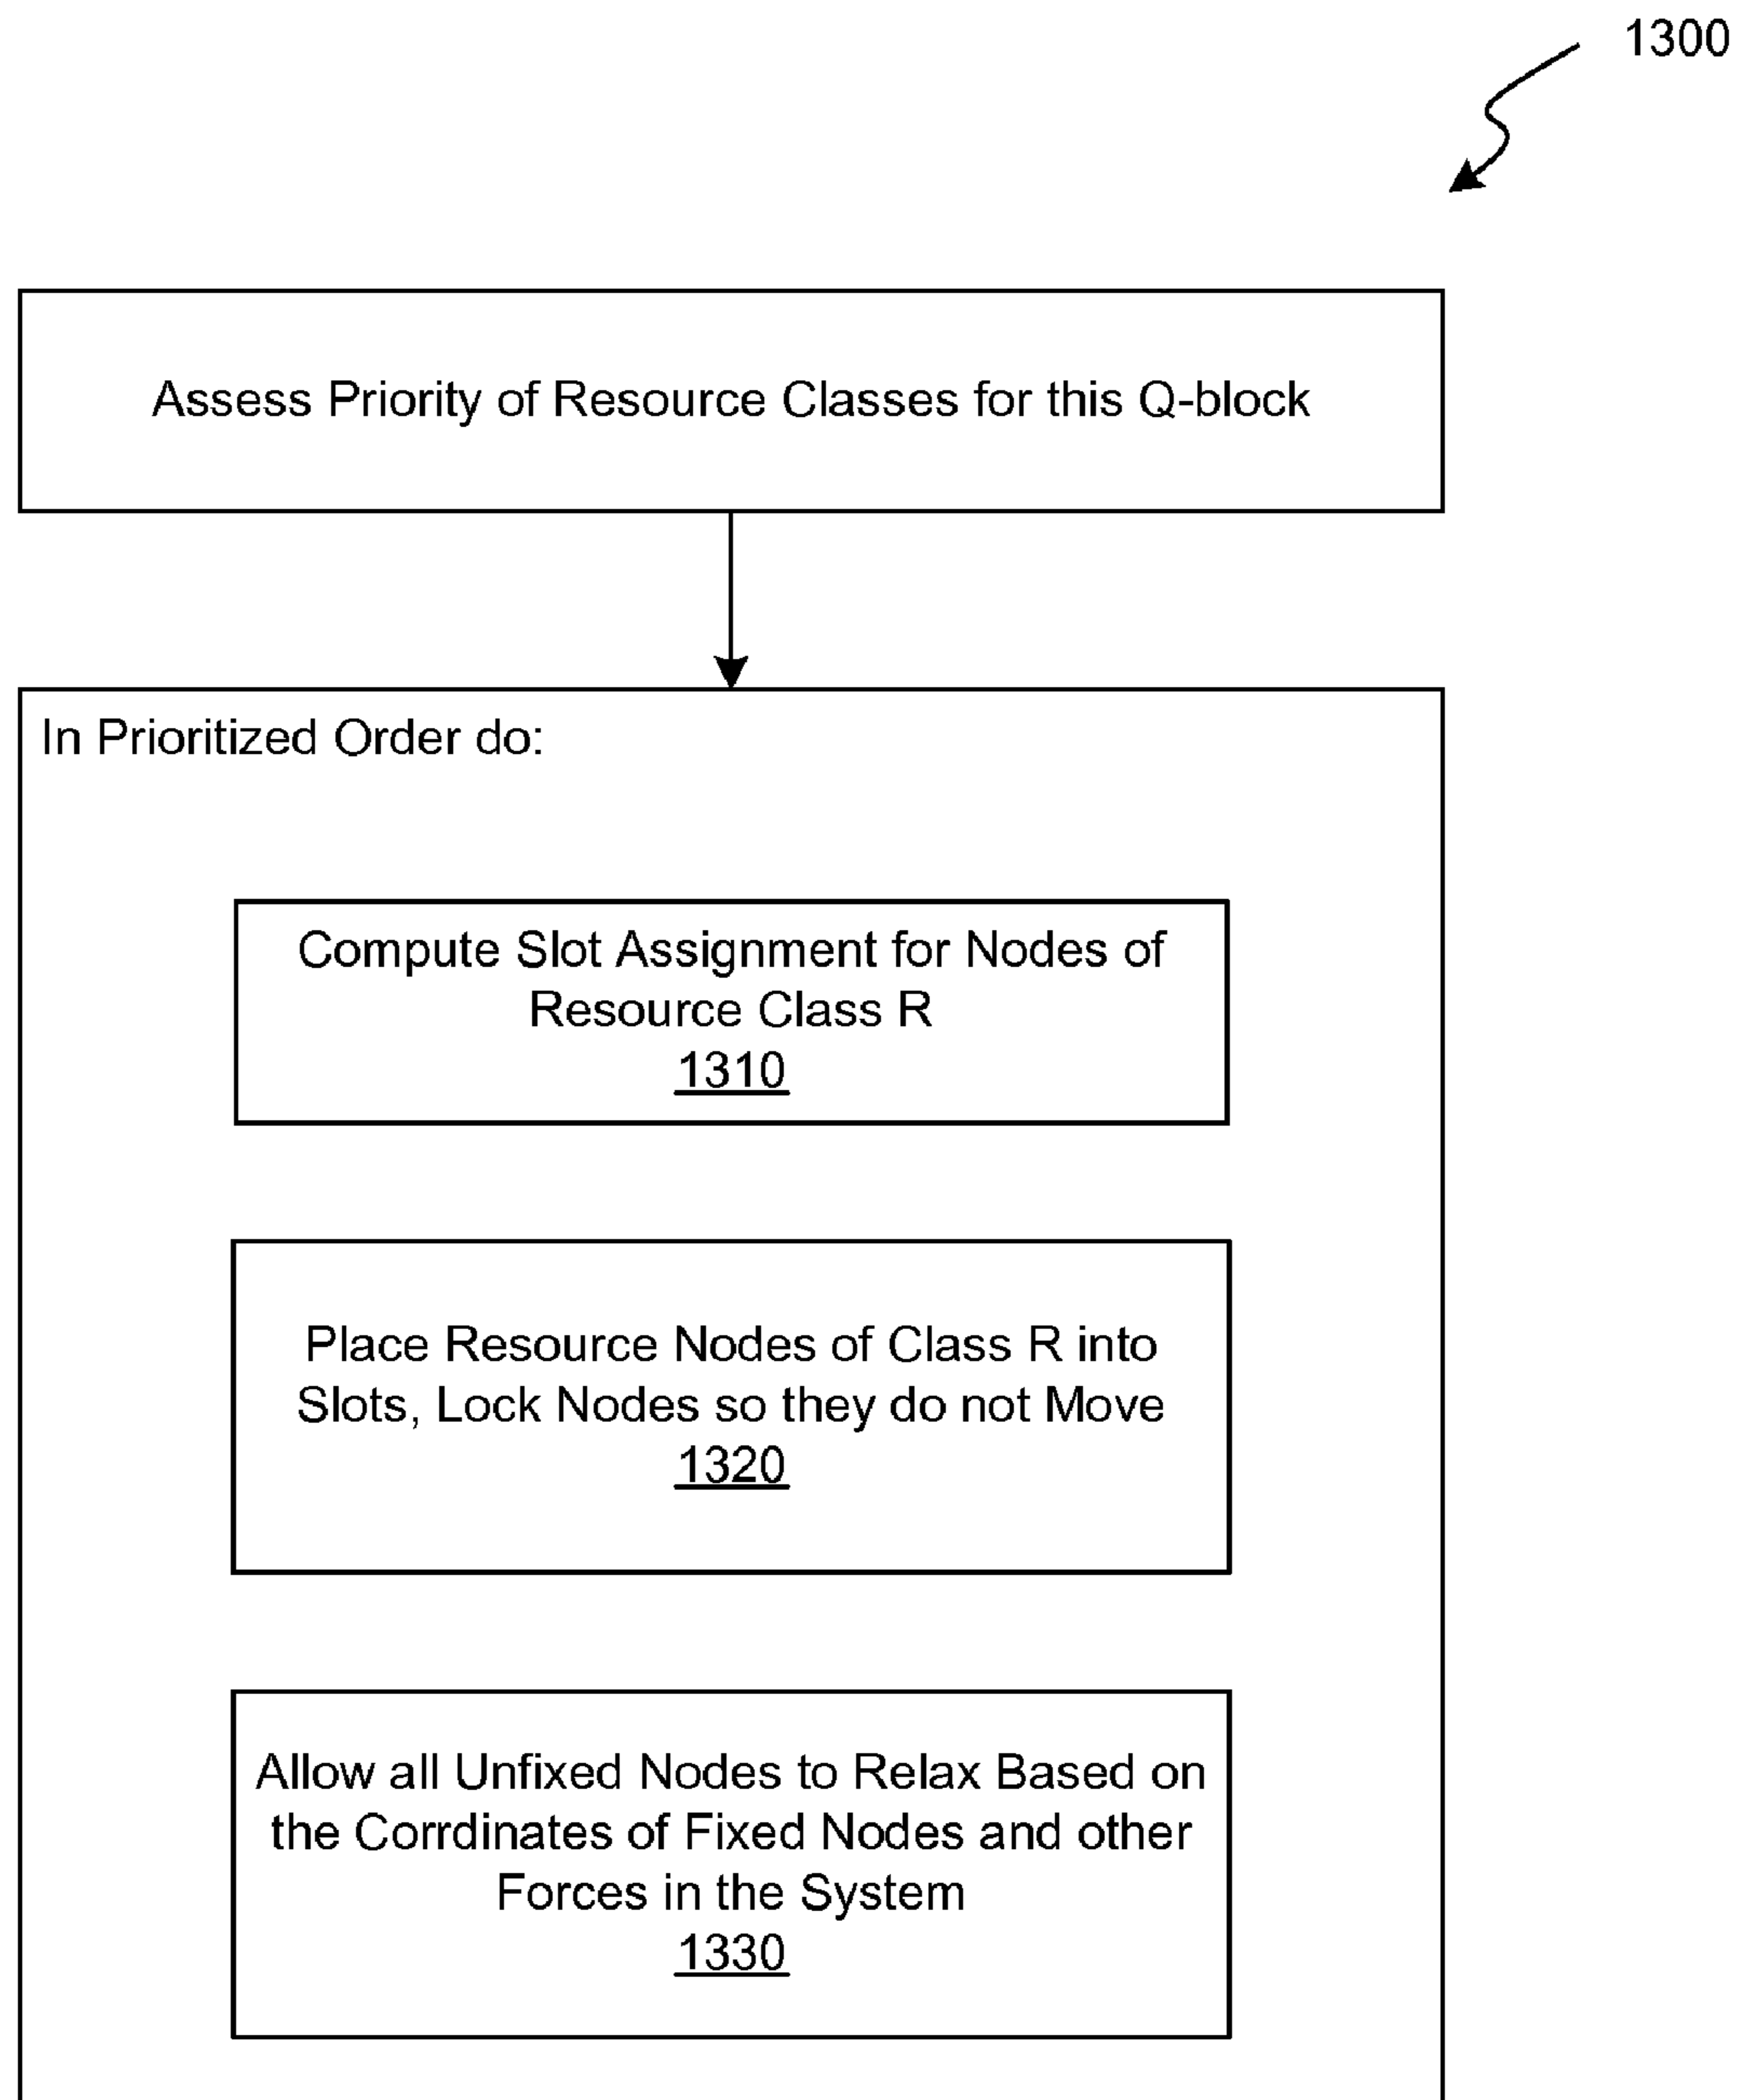 1300
Assess Priority of Resource Classes for this Q-block
In Prioritized Order do:
Compute Slot Assignment for Nodes of
Resource Class R
1310
Place Resource Nodes of Class R into
Slots, Lock Nodes so they do not Move
1320
Allow all Unfixed Nodes to Relax Based on
the Corrdinates of Fixed Nodes and other
Forces in the System
1330